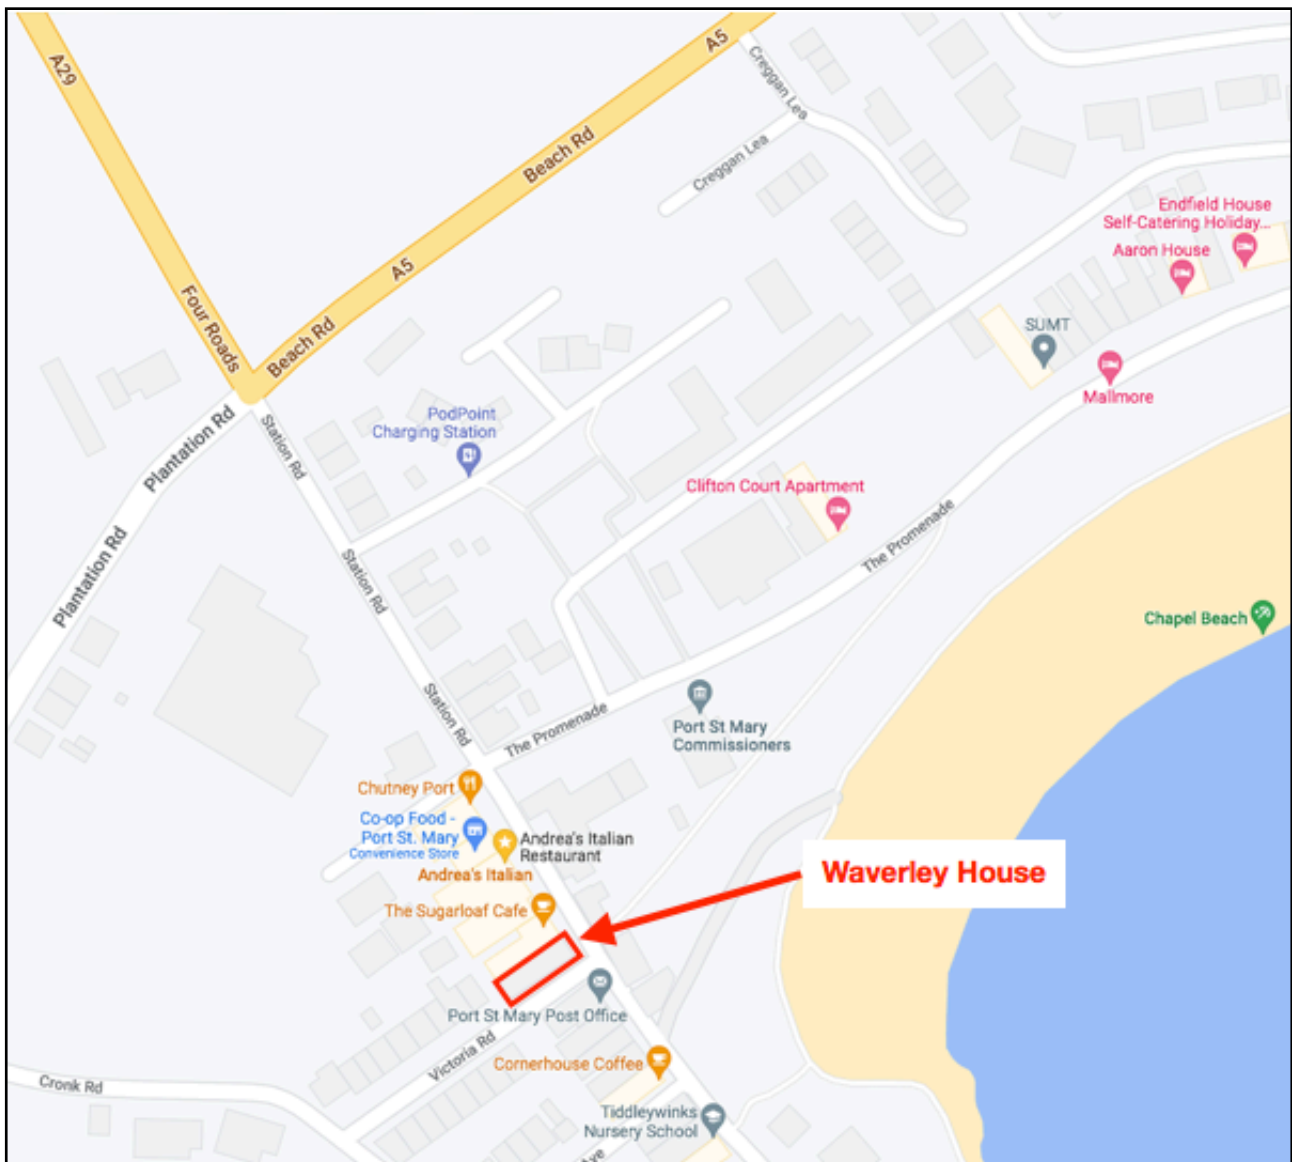 A29
A5
Creggan Lea
Creggan Lea
Beach Rd
A5
Endfield House
Self-Catering Holiday...
Aaron House
Four Roads
Beach Rd
SUMT
Mallmore
Plantation Rd
Station Rd
PodPoint
Charging Station
Clifton Court Apartment
The Promenade
Plantation Rd
Station Rd
Chapel Beach
Station Rd
The Promenade
Port St Mary
Commissioners
Chutney Port
Co-op Food -
Port St. Mary
Convenience Store
Andrea's Italian
Restaurant
Andrea's Italian
Waverley House
The Sugarloaf Cafe
Port St Mary Post Office
Victoria Rd
Cornerhouse Coffee
Cronk Rd
Tiddleywinks
Nursery School